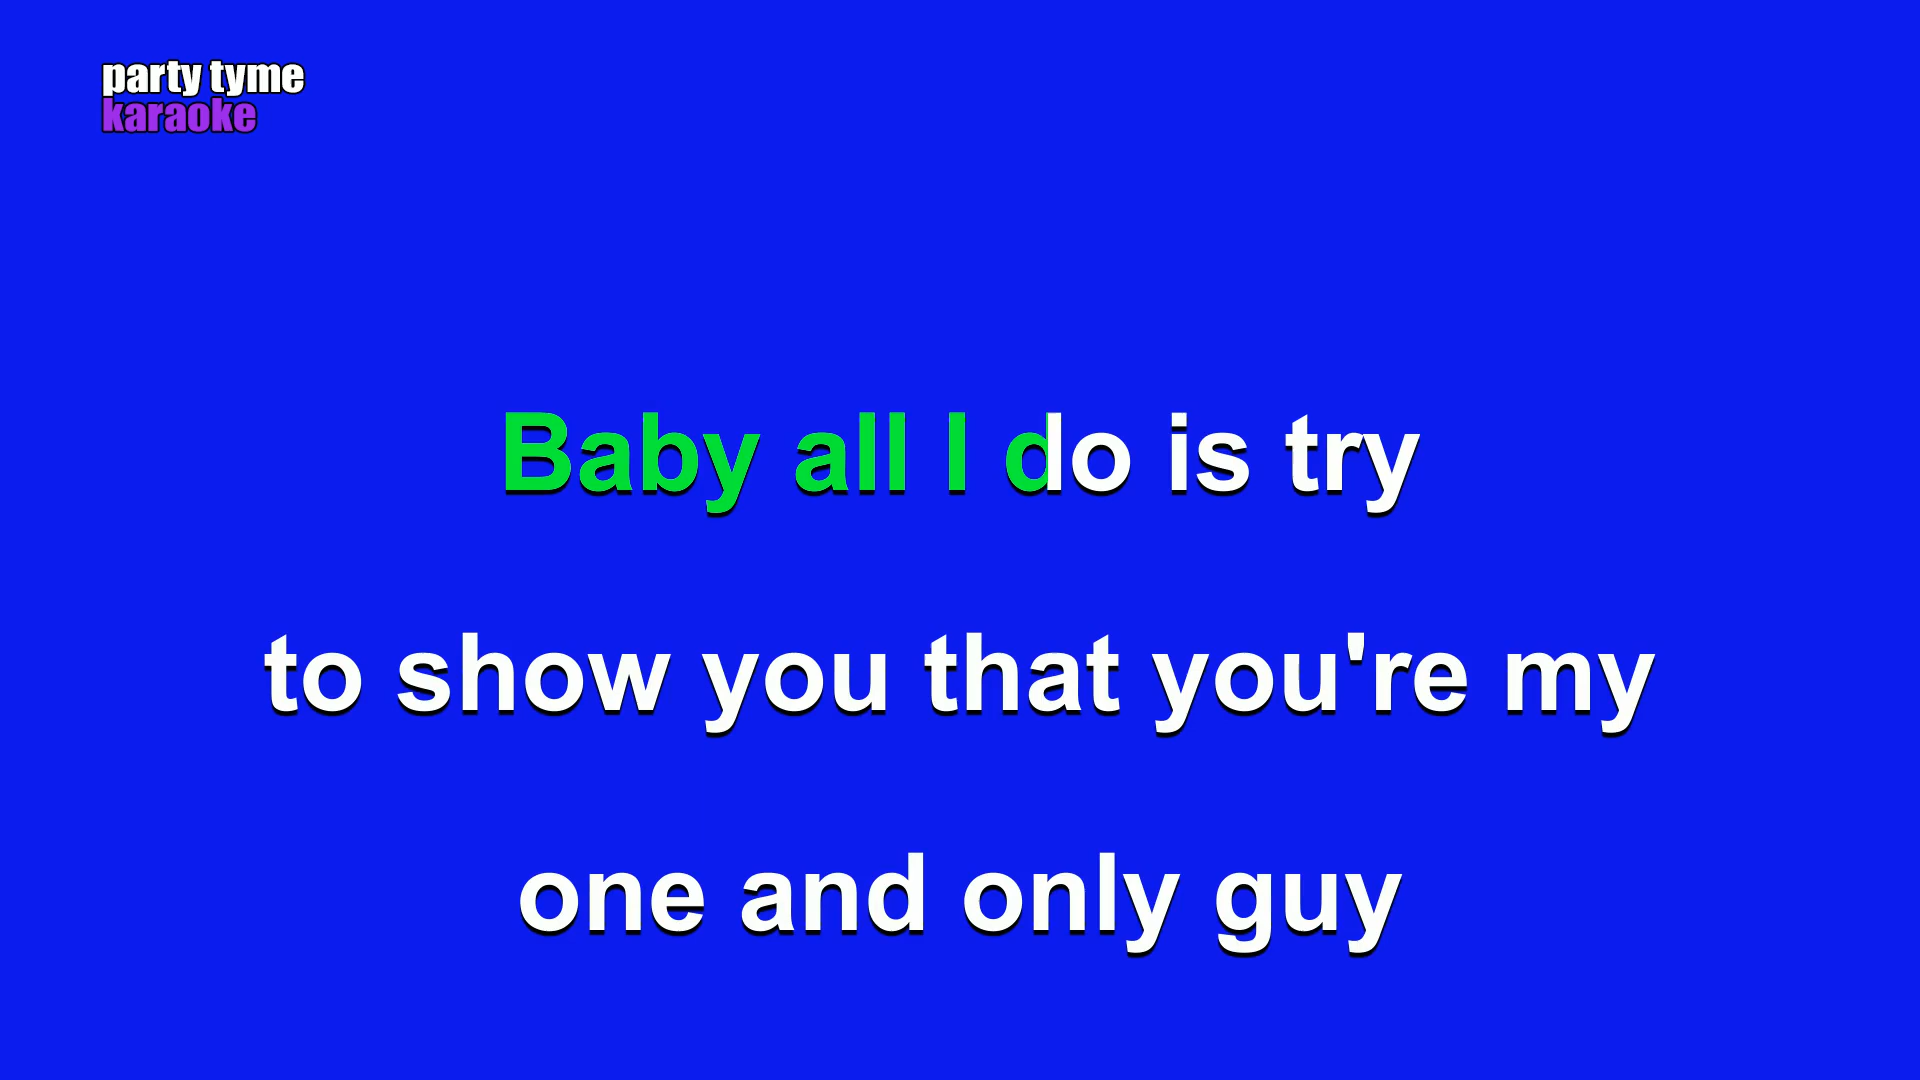 party tyme
karaoke
Baby all I do is try
to show you that you're my
one and only guy